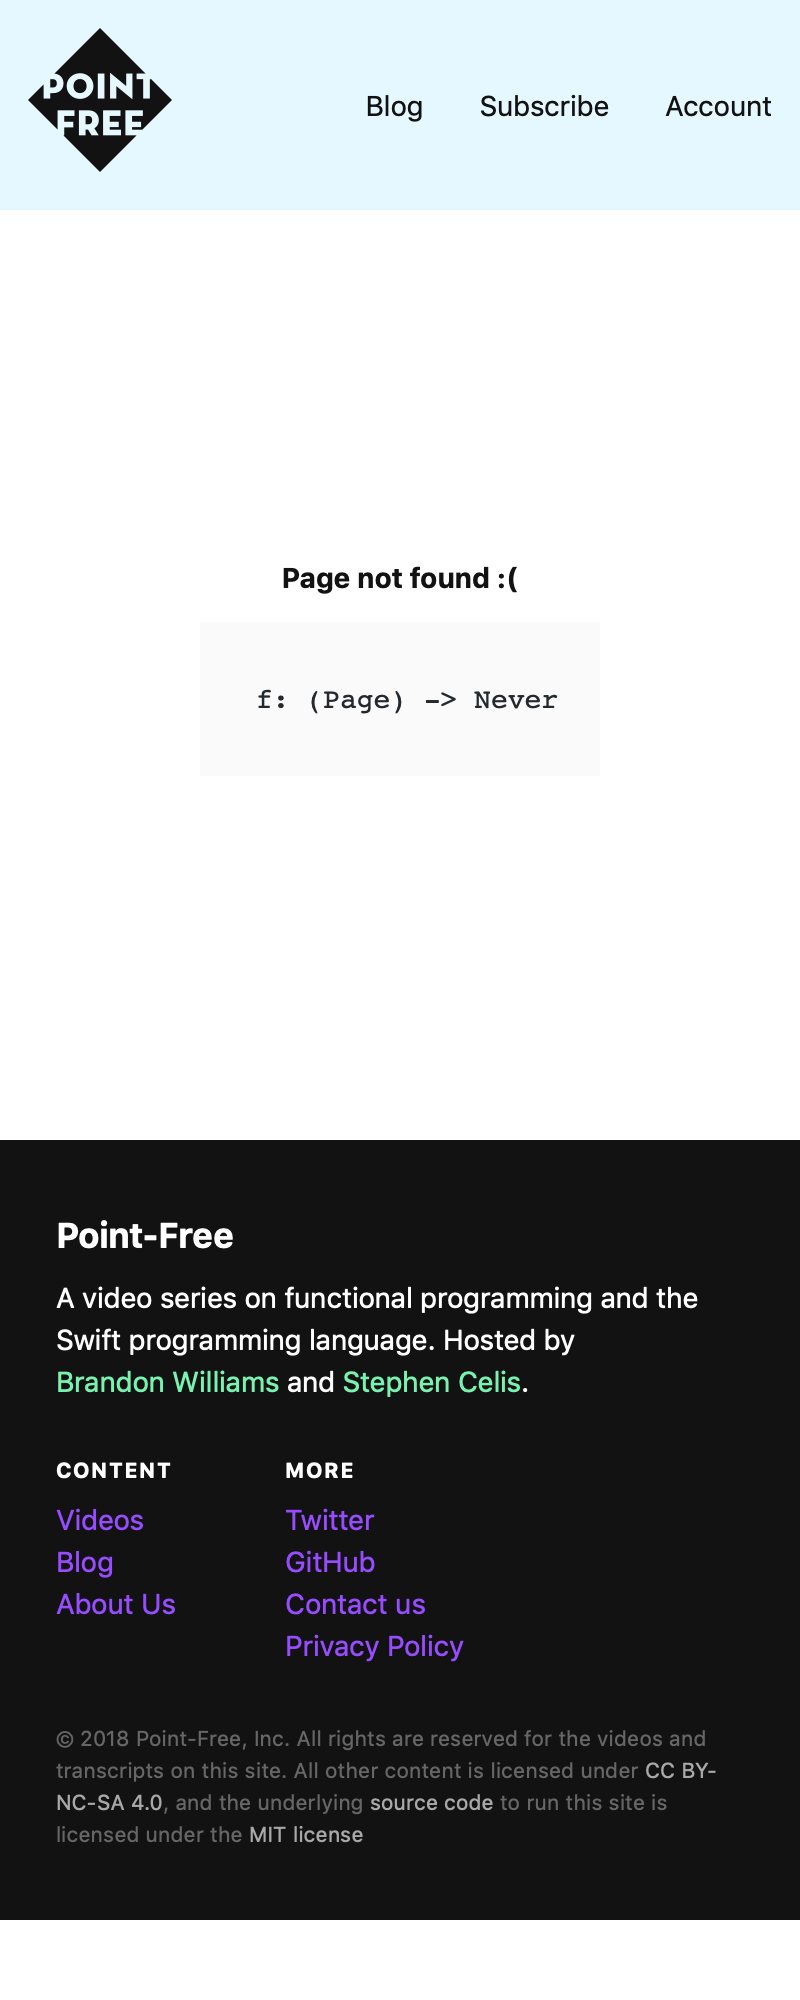 POINT
FREE
Blog Subscribe Account
Page not found :(
f: (Page) -> Never
Point-Free
A video series on functional programming and the
Swift programming language. Hosted by
Brandon Williams and Stephen Celis.
CONTENT
Videos
Blog
About Us
MORE
Twitter
GitHub
Contact us
Privacy Policy
© 2018 Point-Free, Inc. All rights are reserved for the videos and
transcripts on this site. All other content is licensed under CC BY-
NC-SA 4.0, and the underlying source code to run this site is
licensed under the MIT license